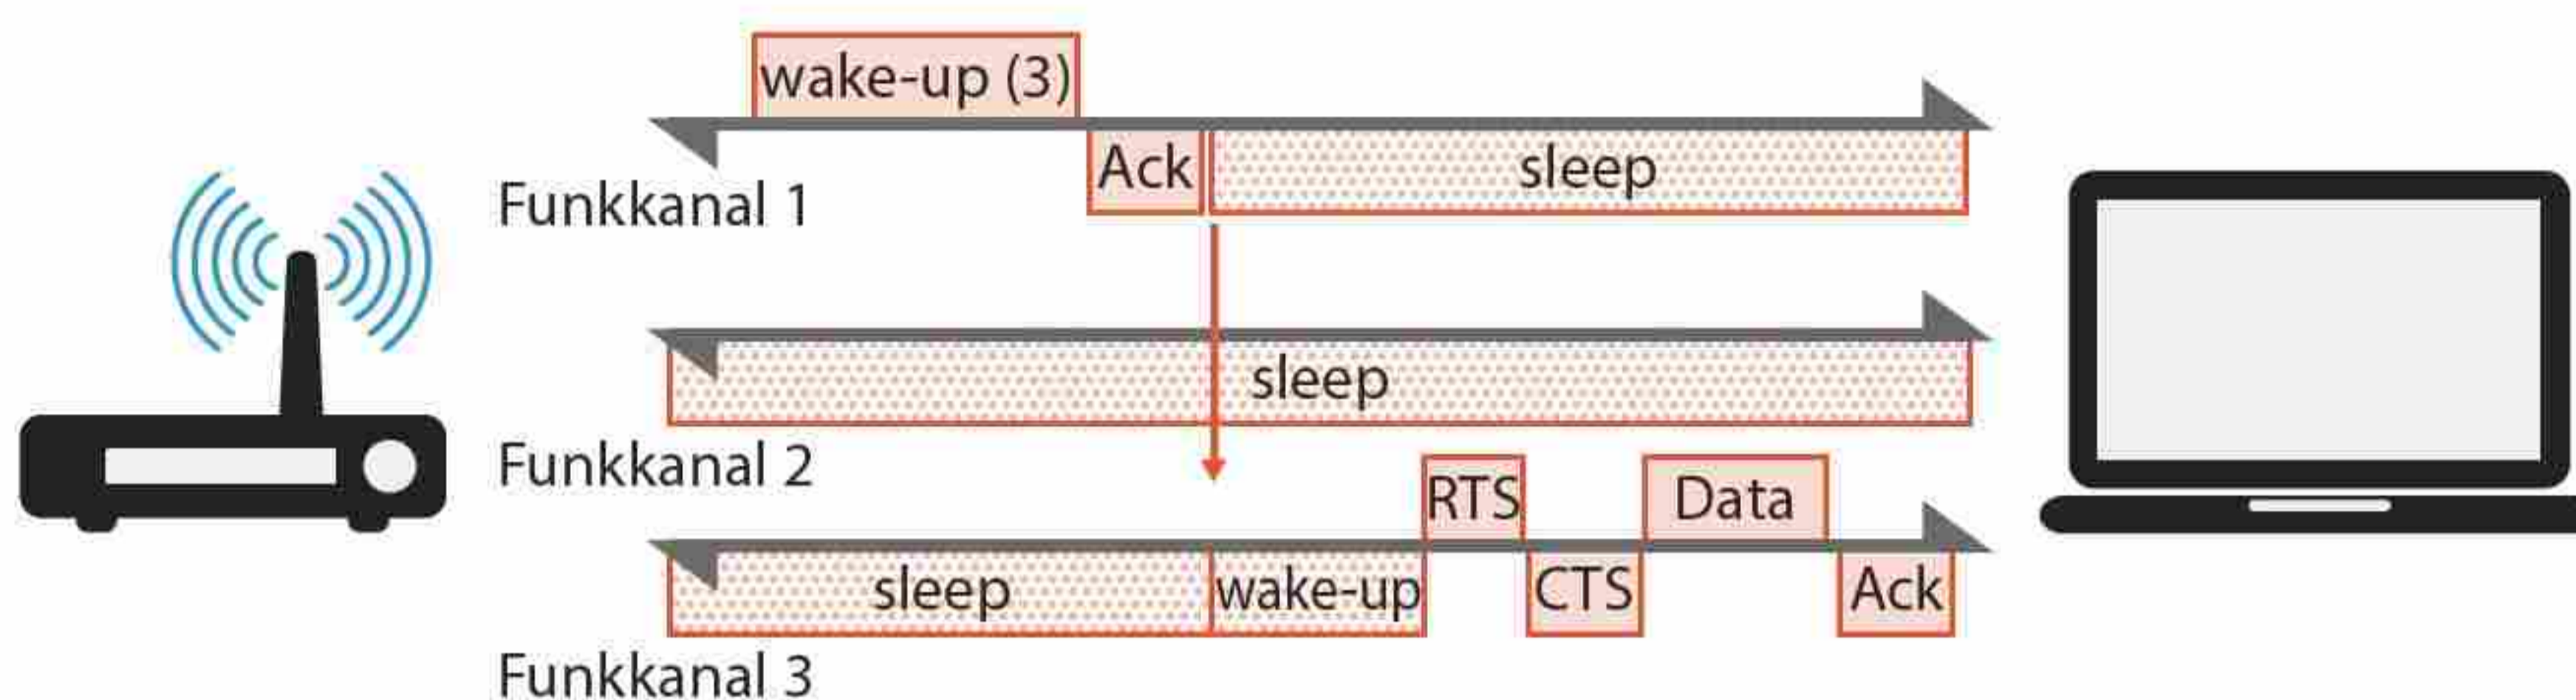 wake-up (3)
Ack
sleep
Funkkanal 1
sleep
Funkkanal 2
RTS
Data
sleep
wake-up
CTS
Ack
Funkkanal 3